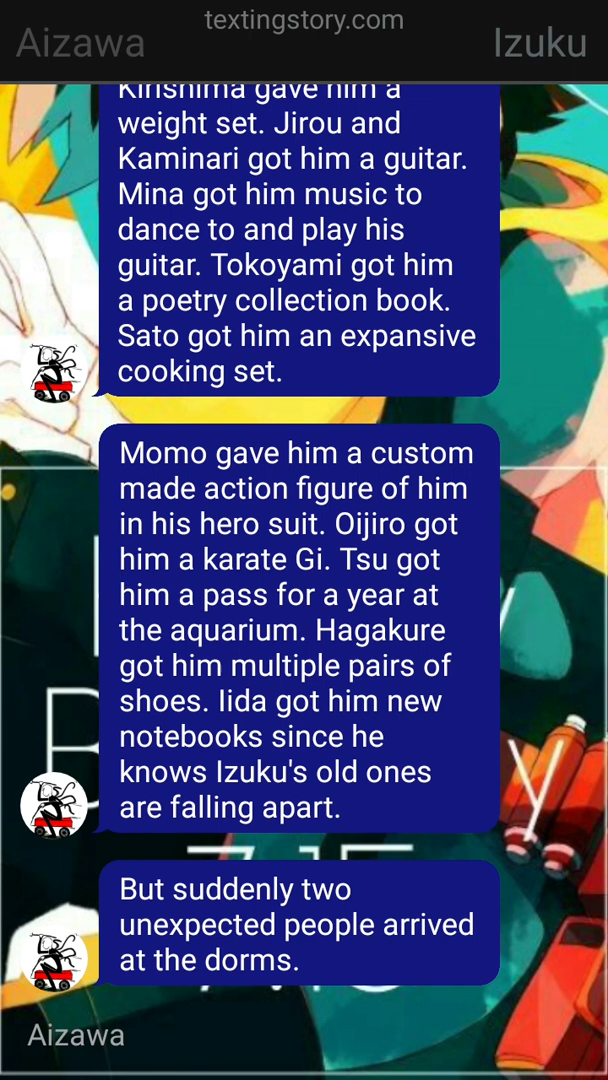 textingstory.com
Aizawa
Izuku
Kirishima gave him a
weight set. Jirou and
Kaminari got him a guitar.
Mina got him music to
dance to and play his
guitar. Tokoyami got him
a poetry collection book.
Sato got him an expansive
cooking set.
Momo gave him a custom
made action figure of him
in his hero suit. Oijiro got
him a karate Gi. Tsu got
him a pass for a year at
the aquarium. Hagakure
got him multiple pairs of
shoes. Iida got him new
notebooks since he
knows Izuku's old ones
are falling apart.
But suddenly two
unexpected people arrived
at the dorms.
Aizawa